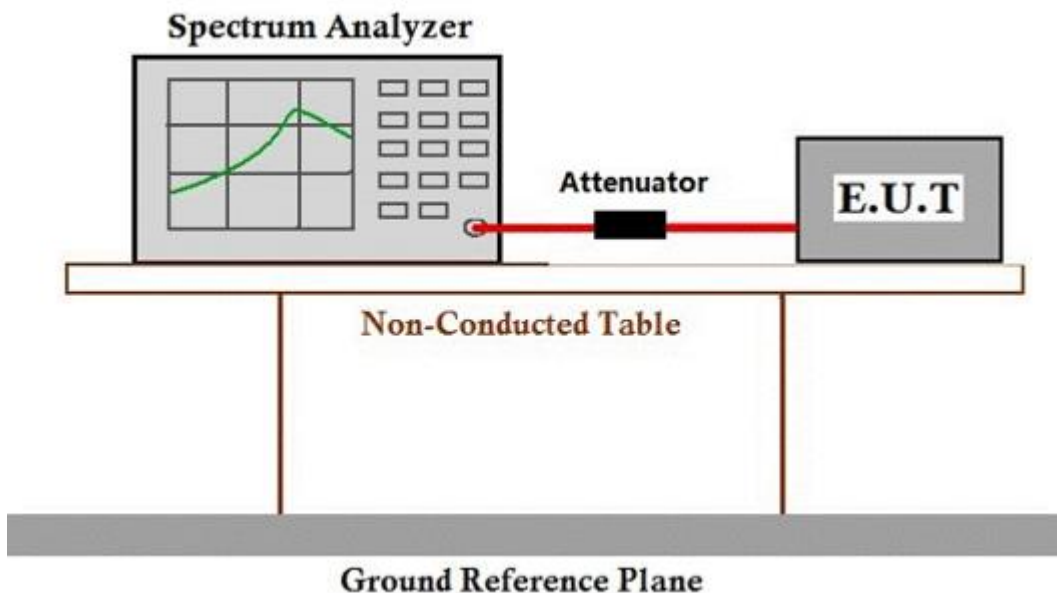 Spectrum Analyzer
Attenuator
E.U.T
Non-Conducted Table
Ground Reference Plane